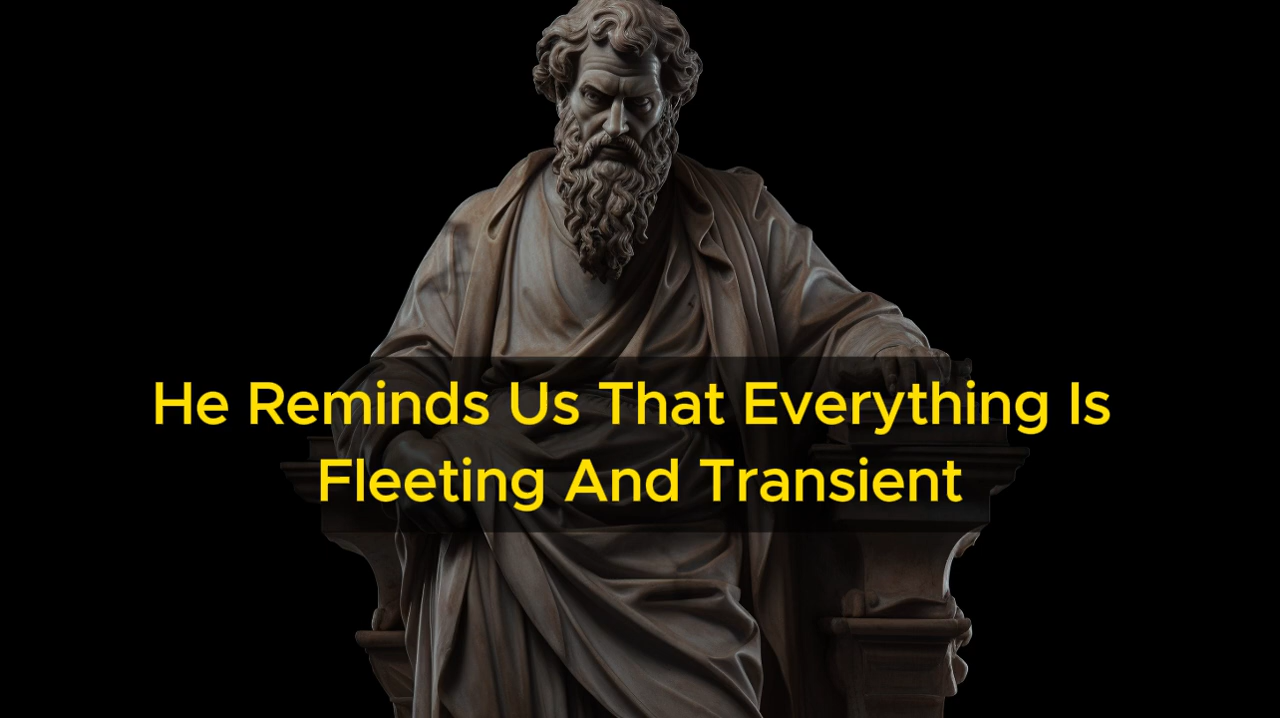 He Reminds Us That Everything Is
Fleeting And Transient